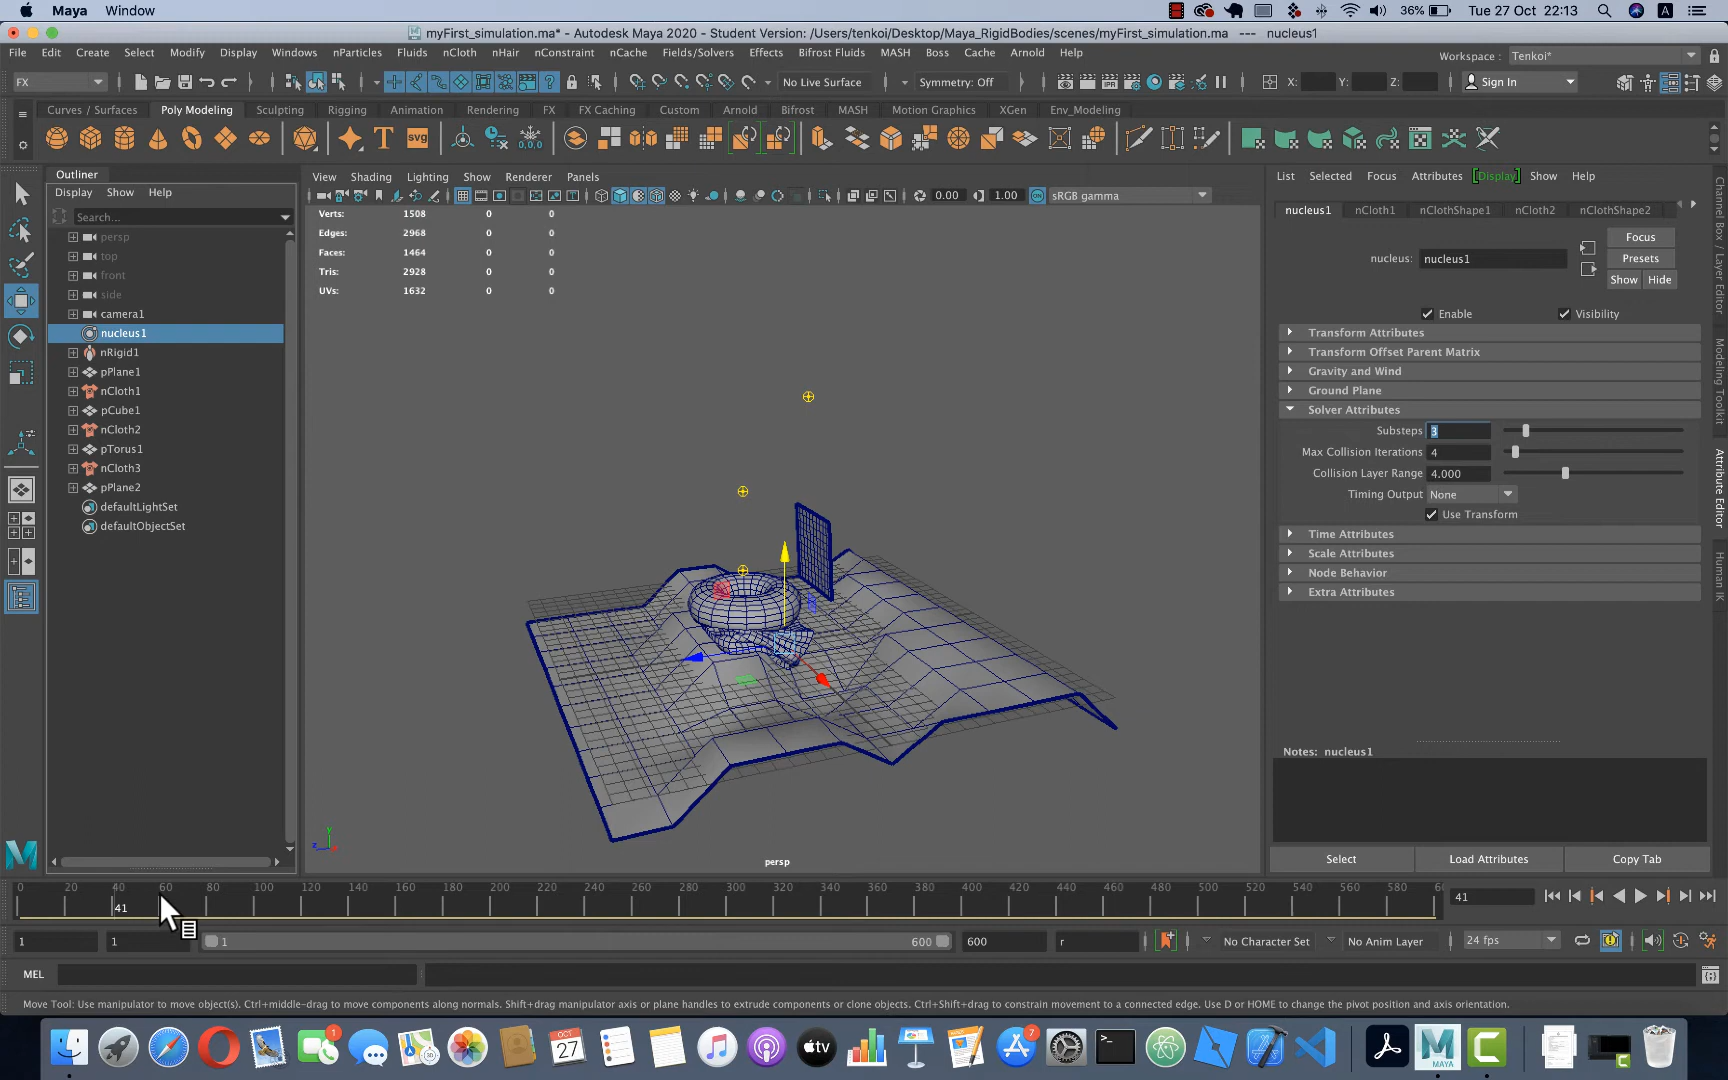 Maya Window 36% Tue 27 Oct 22:13 A
myFirst_simulation.ma* - Autodesk Maya 2020 - Student Version: /Users/tenkoi/Desktop/Maya_RigidBodies/scenes/myFirst_simulation.ma --- nucleus1
File Edit Create Select Modify Display Windows nParticles Fluids nCloth nHair nConstraint nCache Fields/Solvers Effects Bifrost Fluids MASH Boss Cache Arnold Help Workspace : Tenkoi*
FX No Live Surface Symmetry: Off X: Y: Z: Sign In
Curves / Surfaces Poly Modeling Sculpting Rigging Animation Rendering FX FX Caching Custom Arnold Bifrost MASH Motion Graphics XGen Env_Modeling
T svg 0,0,0
Outliner
Display Show Help
Search...
persp
top
front
side
camera1
nucleus1
nRigid1
pPlane1
nCloth1
pCube1
nCloth2
pTorus1
nCloth3
pPlane2
defaultLightSet
defaultObjectSet
View Shading Lighting Show Renderer Panels
0.00 1.00 sRGB gamma
Verts: 1508 0 0
Edges: 2968 0 0
Faces: 1464 0 0
Tris: 2928 0 0
UVs: 1632 0 0
y
z
persp
List Selected Focus Attributes Display Show Help
nucleus1 nCloth1 nClothShape1 nCloth2 nClothShape2
nucleus: nucleus1
Focus
Presets
Show Hide
Enable Visibility
Transform Attributes
Transform Offset Parent Matrix
Gravity and Wind
Ground Plane
Solver Attributes
Substeps 3
Max Collision Iterations 4
Collision Layer Range 4.000
Timing Output None
Use Transform
Time Attributes
Scale Attributes
Node Behavior
Extra Attributes
Notes: nucleus1
Select Load Attributes Copy Tab
Channel Box / Layer Editor
Modeling Toolkit
Attribute Editor
Human IK
0 20 40 60 80 100 120 140 160 180 200 220 240 260 280 300 320 340 360 380 400 420 440 460 480 500 520 540 560 580 60
41 41
1 1 1 600 600 r No Character Set No Anim Layer 24 fps
MEL
Move Tool: Use manipulator to move object(s). Ctrl+middle-drag to move components along normals. Shift+drag manipulator axis or plane handles to extrude components or clone objects. Ctrl+Shift+drag to constrain movement to a connected edge. Use D or HOME to change the pivot position and axis orientation.
1 OCT 27 tv 7 MAYA